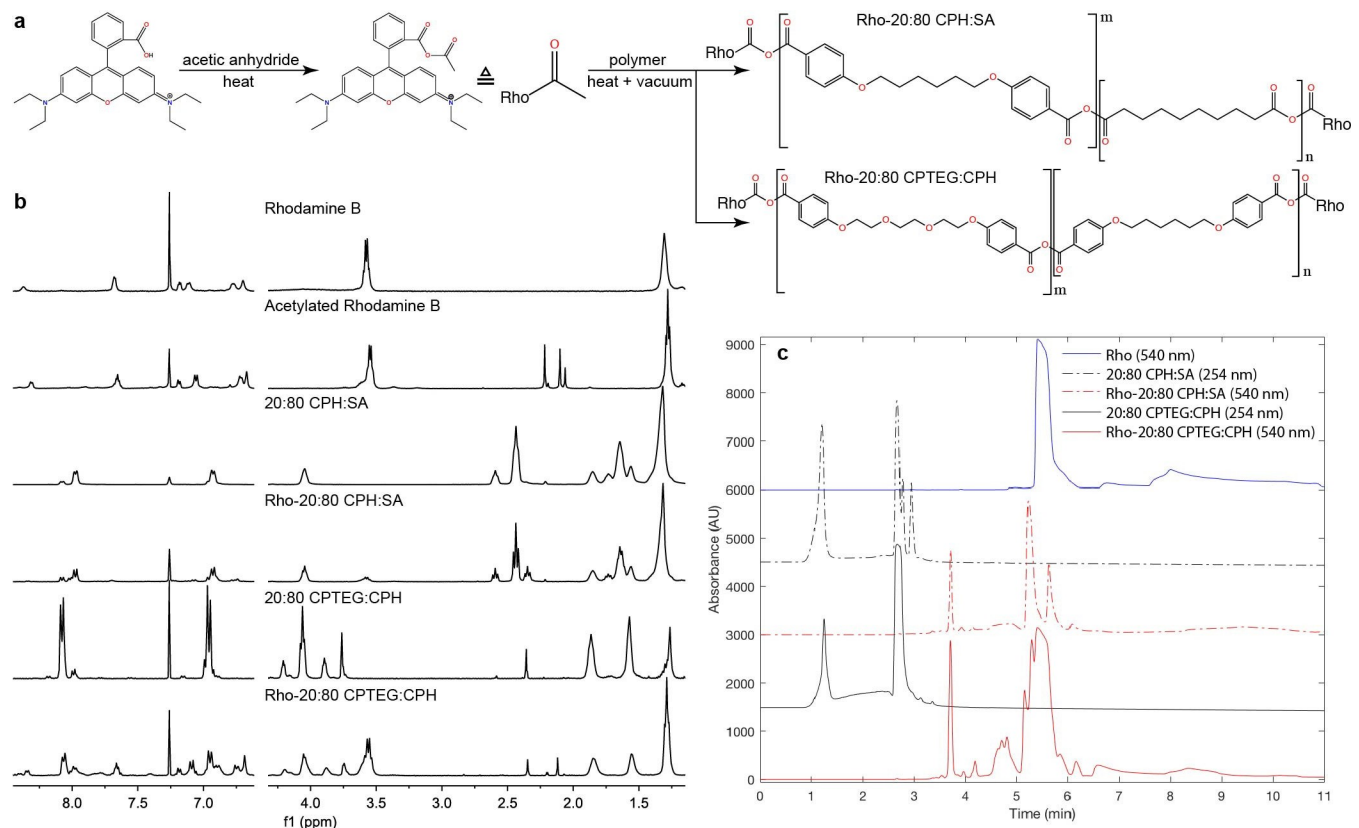 a
acetic anhydride
heat
Rho
polymer
heat + vacuum
Rho-20:80 CPH:SA
Rho
m
n
Rho
Rho-20:80 CPTEG:CPH
Rho
m
n
Rho
b
Rhodamine B
Acetylated Rhodamine B
20:80 CPH:SA
Rho-20:80 CPH:SA
20:80 CPTEG:CPH
Rho-20:80 CPTEG:CPH
8.0 7.0 4.0 3.5 3.0 2.5 2.0 1.5
f1 (ppm)
c
Rho (540 nm)
20:80 CPH:SA (254 nm)
Rho-20:80 CPH:SA (540 nm)
20:80 CPTEG:CPH (254 nm)
Rho-20:80 CPTEG:CPH (540 nm)
Absorbance (AU)
9000
8000
7000
6000
5000
4000
3000
2000
1000
0
0 1 2 3 4 5 6 7 8 9 10 11
Time (min)